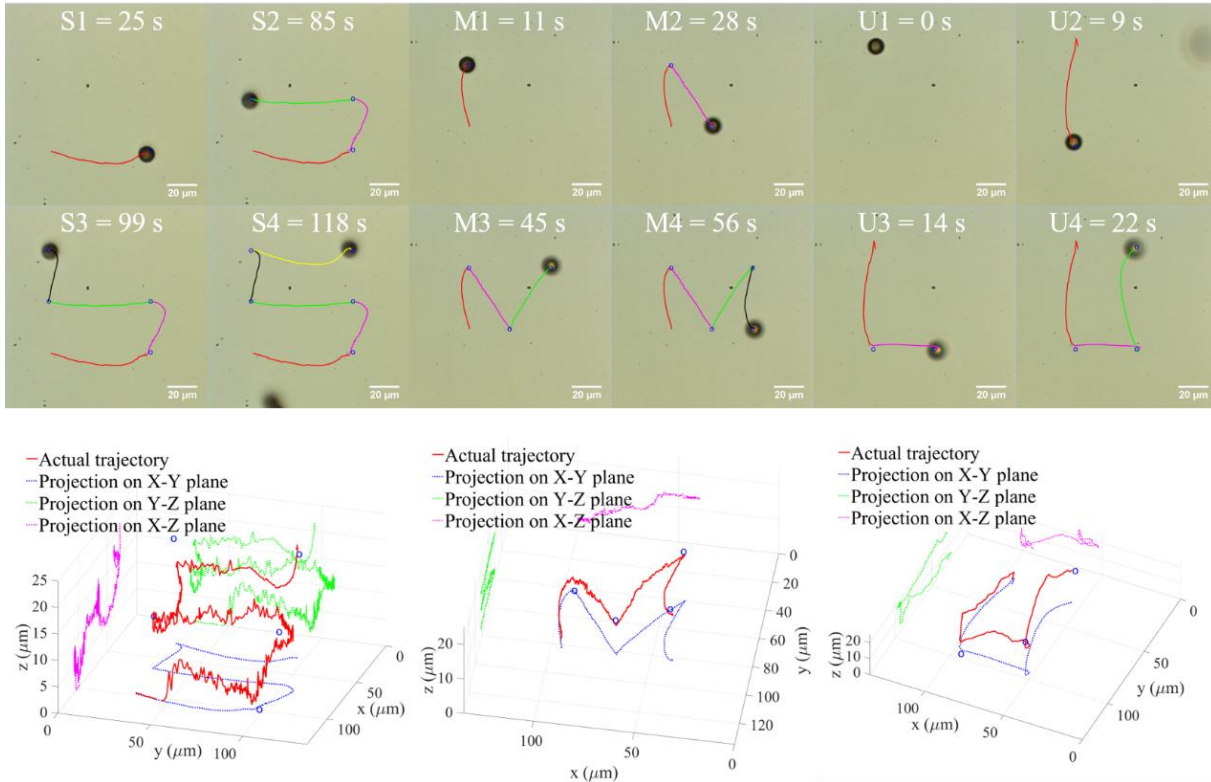 S1 = 25 s
S2 = 85 s
M1 = 11 s
M2 = 28 s
U1 = 0 s
U2 = 9 s
20 μm
20 μm
20 μm
20 μm
20 μm
20 μm
S3 = 99 s
S4 = 118 s
M3 = 45 s
M4 = 56 s
U3 = 14 s
U4 = 22 s
20 μm
20 μm
20 μm
20 μm
20 μm
20 μm
Actual trajectory
Projection on X-Y plane
Projection on Y-Z plane
Projection on X-Z plane
25
20
15
10
5
0
z (μm)
0
50
100
y (μm)
0
50
100
x (μm)
Actual trajectory
Projection on X-Y plane
Projection on Y-Z plane
Projection on X-Z plane
20
10
0
z (μm)
100
50
0
x (μm)
0
20
40
60
80
100
120
y (μm)
Actual trajectory
Projection on X-Y plane
Projection on Y-Z plane
Projection on X-Z plane
20
10
0
z (μm)
100
50
0
x (μm)
0
50
100
y (μm)